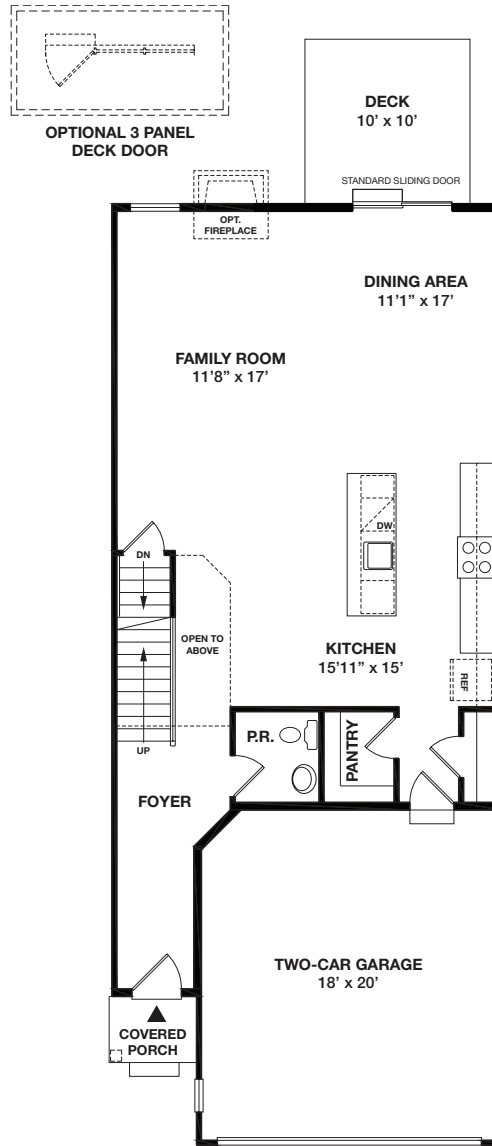 OPTIONAL 3 PANEL
DECK DOOR
DECK
10’ x 10’
STANDARD SLIDING DOOR
OPT.
FIREPLACE
DINING AREA
11’1” x 17’
FAMILY ROOM
11’8” x 17’
DW
DN
OPEN TO
ABOVE
KITCHEN
15’11” x 15’
REF
UP
P.R.
PANTRY
FOYER
TWO-CAR GARAGE
18’ x 20’
COVERED
PORCH